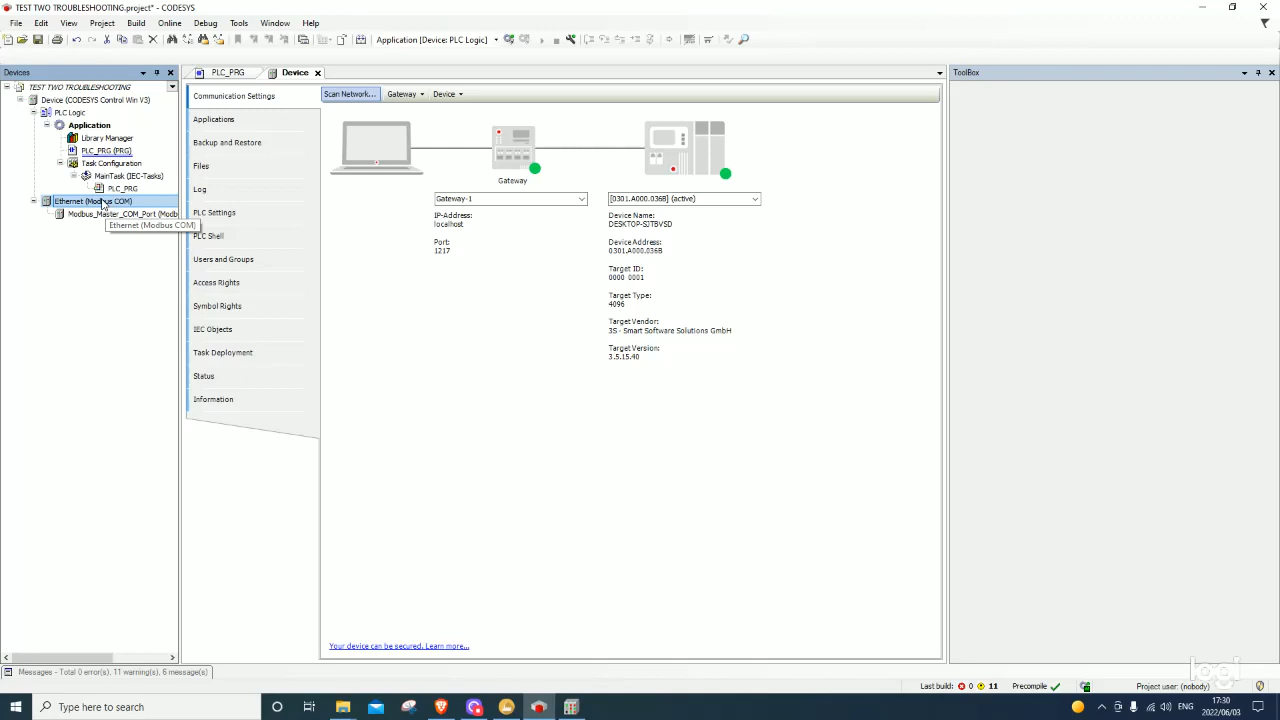 TEST TWO TROUBLESHOOTING.project* - CODESYS
File Edit View Project Build Online Debug Tools Window Help
Application [Device: PLC Logic]
Devices
PLC_PRG
Device
ToolBox
TEST TWO TROUBLESHOOTING
Device (CODESYS Control Win V3)
PLC Logic
Application
Library Manager
PLC_PRG (PRG)
Task Configuration
MainTask (IEC-Tasks)
PLC_PRG
Ethernet (Modbus COM)
Modbus_Master_COM_Port (Modb
Ethernet (Modbus COM)
Communication Settings
Applications
Backup and Restore
Files
Log
PLC Settings
PLC Shell
Users and Groups
Access Rights
Symbol Rights
IEC Objects
Task Deployment
Status
Information
Scan Network... Gateway Device
Gateway
Gateway-1
IP-Address:
localhost
Port:
1217
[0301.A000.036B] (active)
Device Name:
DESKTOP-SJTBVSD
Device Address:
0301.A000.036B
Target ID:
0000 0001
Target Type:
4096
Target Vendor:
3S - Smart Software Solutions GmbH
Target Version:
3.5.15.40
Your device can be secured. Learn more...
Messages - Total 0 error(s), 11 warning(s), 6 message(s)
Last build: 0 11 Precompile Project user: (nobody)
Type here to search
ENG
17:30
2022/06/03